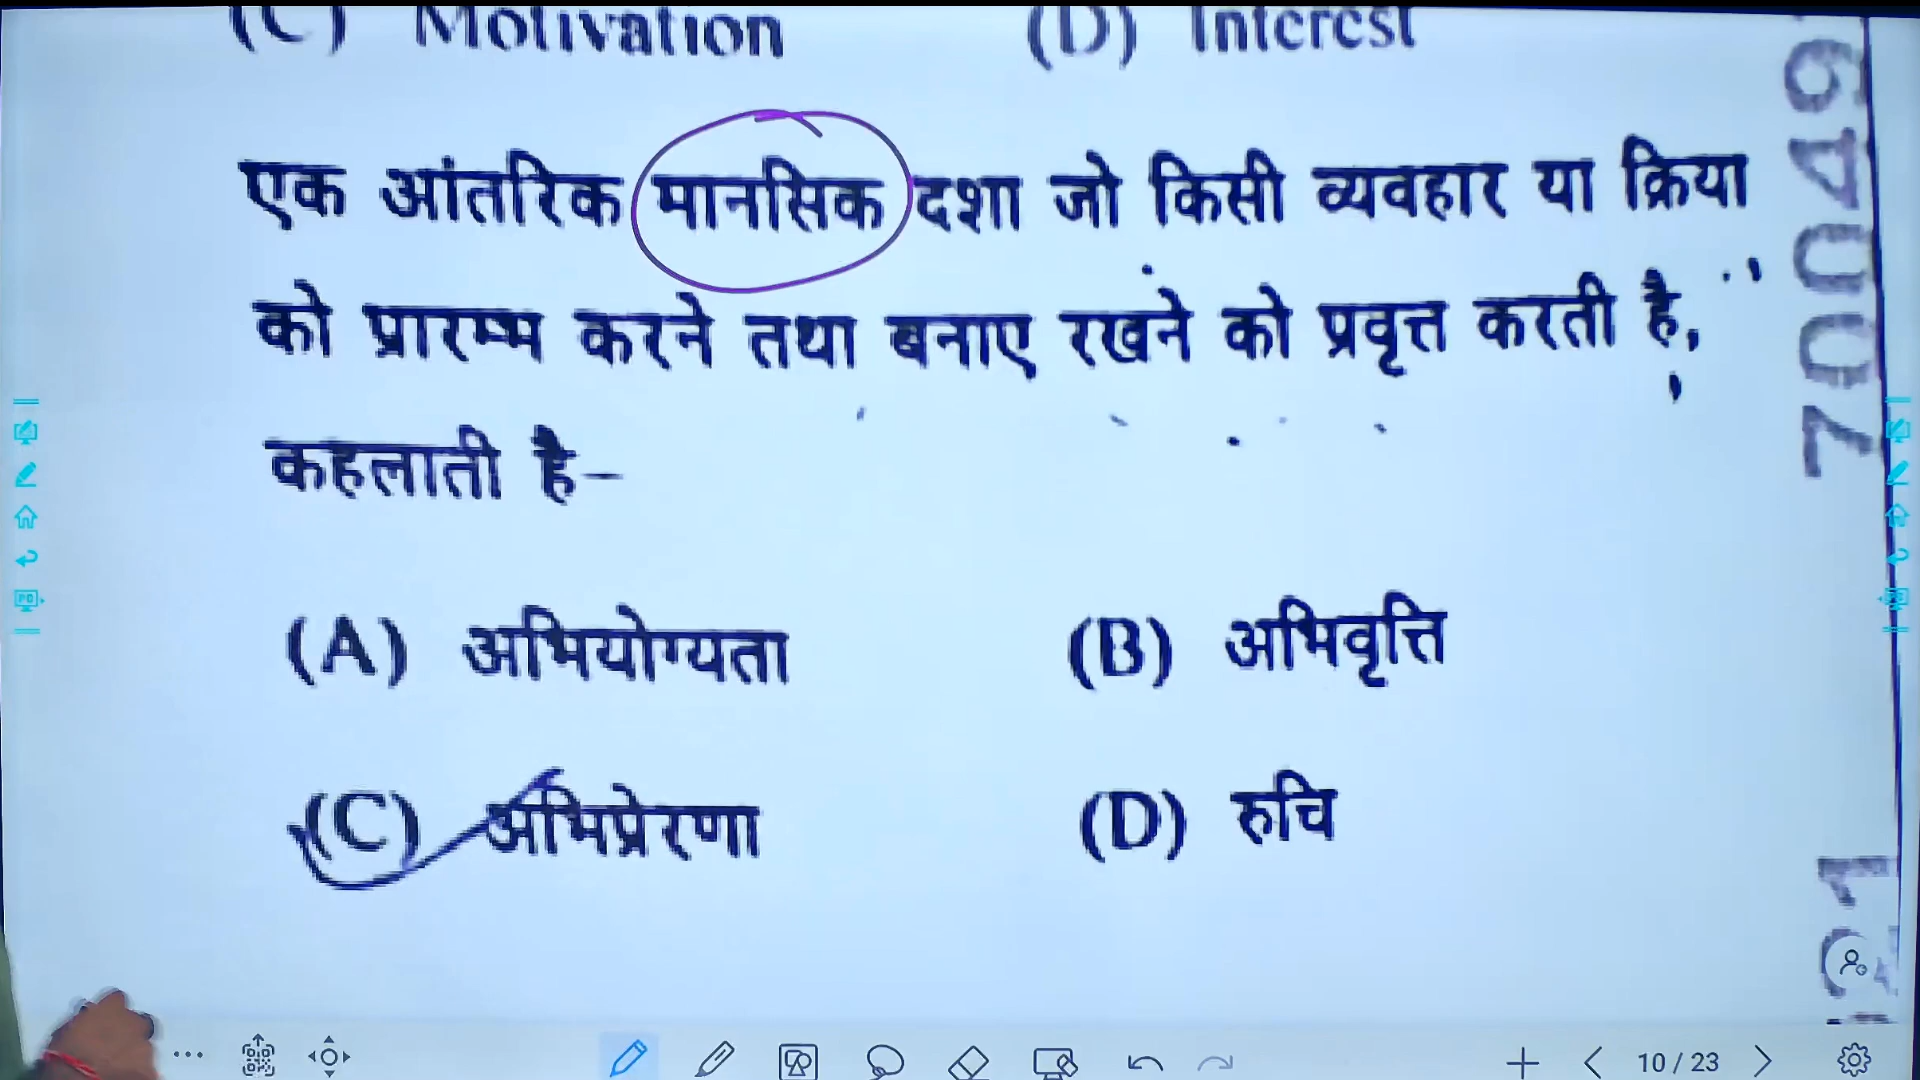 (C) Motivation (D) Interest
एक आंतरिक मानसिक दशा जो किसी व्यवहार या क्रिया
को प्रारम्भ करने तथा बनाए रखने को प्रवृत्त करती है,
कहलाती है–
(A) अभियोग्यता (B) अभिवृत्ति
(C) अभिप्रेरणा (D) रुचि
10 / 23